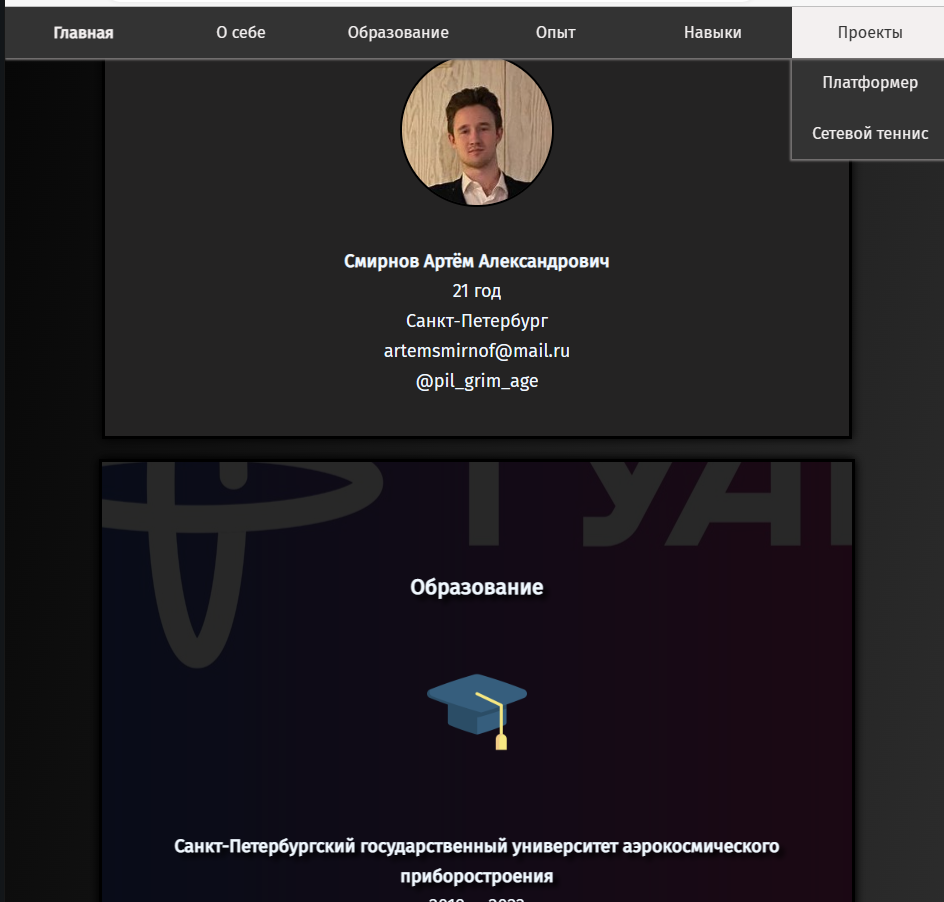 Главная О себе Образование Опыт Навыки Проекты
Платформер
Сетевой теннис
Смирнов Артём Александрович
21 год
Санкт-Петербург
artemsmirnof@mail.ru
@pil_grim_age
ГУАП
Образование
Санкт-Петербургский государственный университет аэрокосмического
приборостроения